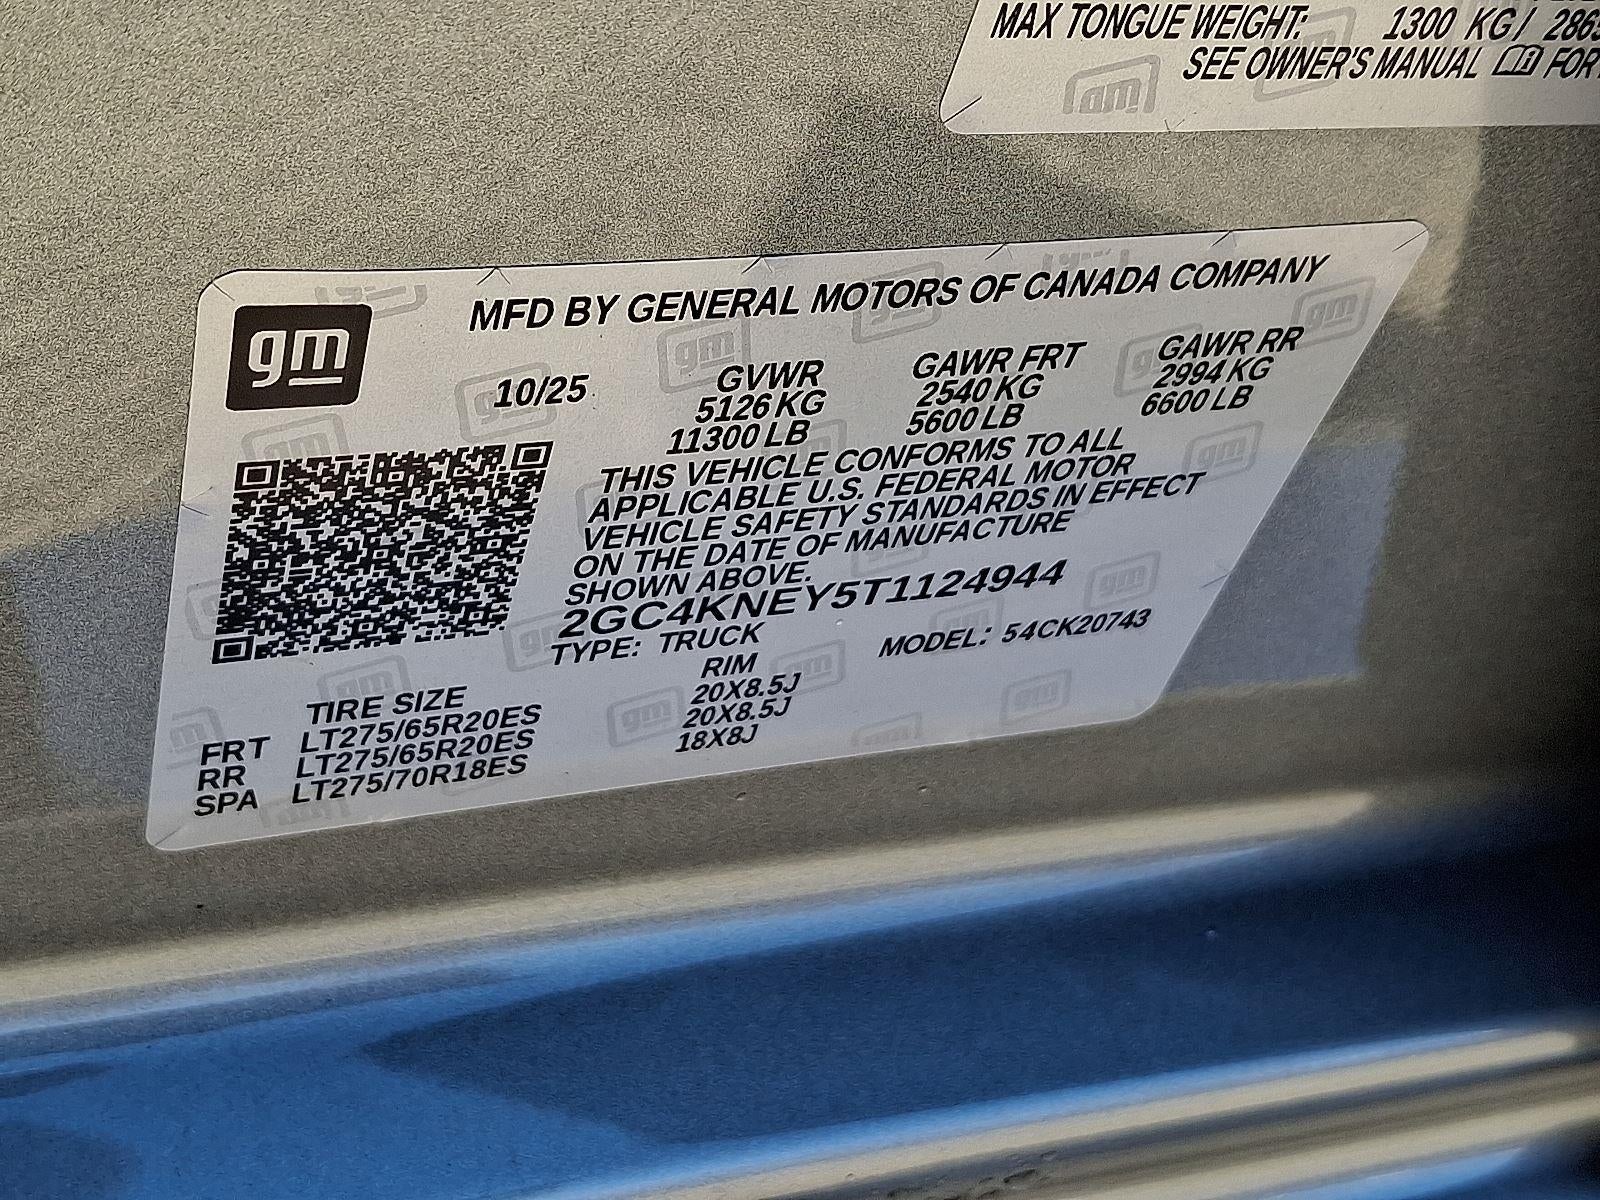 MAX TONGUE WEIGHT: 1300 KG/ 286
SEE OWNER'S MANUAL FOR
gm
MFD BY GENERAL MOTORS OF CANADA COMPANY
10/25
GVWR GAWR FRT GAWR RR
5126 KG 2540 KG 2994 KG
11300 LB 5600 LB 6600 LB
THIS VEHICLE CONFORMS TO ALL
APPLICABLE U.S. FEDERAL MOTOR
VEHICLE SAFETY STANDARDS IN EFFECT
ON THE DATE OF MANUFACTURE
SHOWN ABOVE.
2GC4KNEY5T1124944
TYPE: TRUCK MODEL: 54CK20743
TIRE SIZE RIM
FRT LT275/65R20ES 20X8.5J
RR LT275/65R20ES 20X8.5J
SPA LT275/70R18ES 18X8J